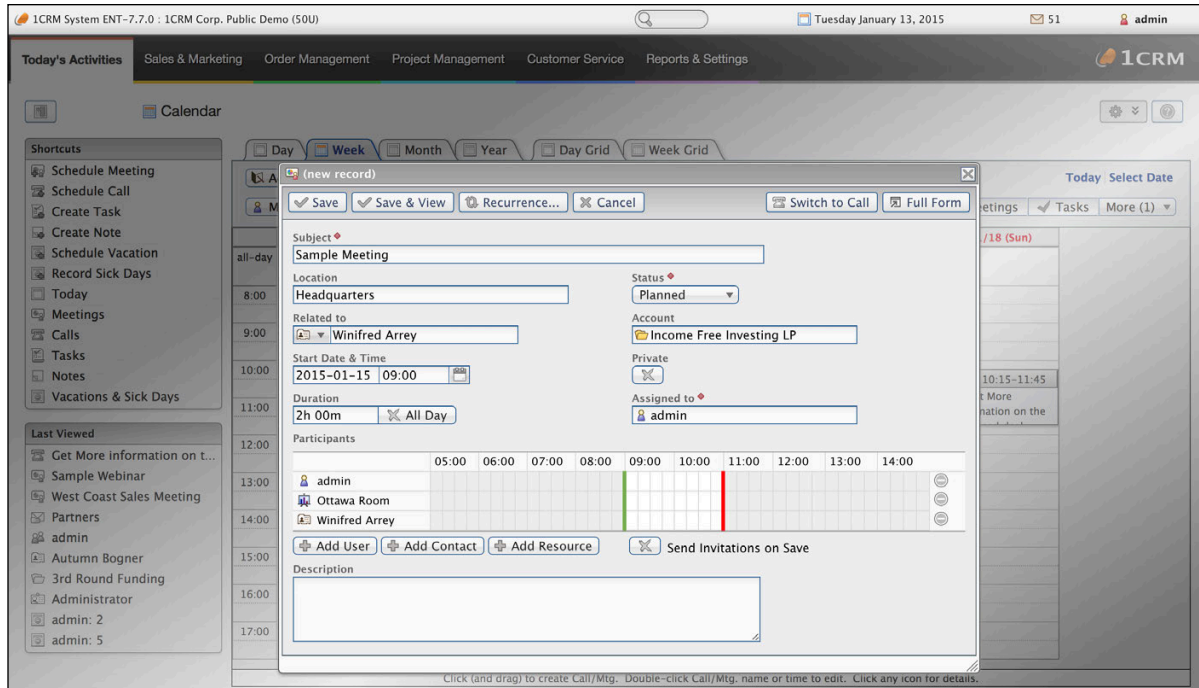 1CRM System ENT-7.7.0 : 1CRM Corp. Public Demo (50U)
Tuesday January 13, 2015
51
admin
Today's Activities
Sales & Marketing
Order Management
Project Management
Customer Service
Reports & Settings
1CRM
Calendar
Shortcuts
Schedule Meeting
Schedule Call
Create Task
Create Note
Schedule Vacation
Record Sick Days
Today
Meetings
Calls
Tasks
Notes
Vacations & Sick Days
Last Viewed
Get More information on t...
Sample Webinar
West Coast Sales Meeting
Partners
admin
Autumn Bogner
3rd Round Funding
Administrator
admin: 2
admin: 5
Day
Week
Month
Year
Day Grid
Week Grid
Today Select Date
etings
Tasks
More (1)
/18 (Sun)
all-day
8:00
9:00
10:00
11:00
12:00
13:00
14:00
15:00
16:00
17:00
10:15-11:45
t More
nation on the
(new record)
Save
Save & View
Recurrence...
Cancel
Switch to Call
Full Form
Subject
Sample Meeting
Location
Headquarters
Status
Planned
Related to
Winifred Arrey
Account
Income Free Investing LP
Start Date & Time
2015-01-15 09:00
Private
Duration
2h 00m
All Day
Assigned to
admin
Participants
05:00 06:00 07:00 08:00 09:00 10:00 11:00 12:00 13:00 14:00
admin
Ottawa Room
Winifred Arrey
Add User
Add Contact
Add Resource
Send Invitations on Save
Description
Click (and drag) to create Call/Mtg. Double-click Call/Mtg. name or time to edit. Click any icon for details.